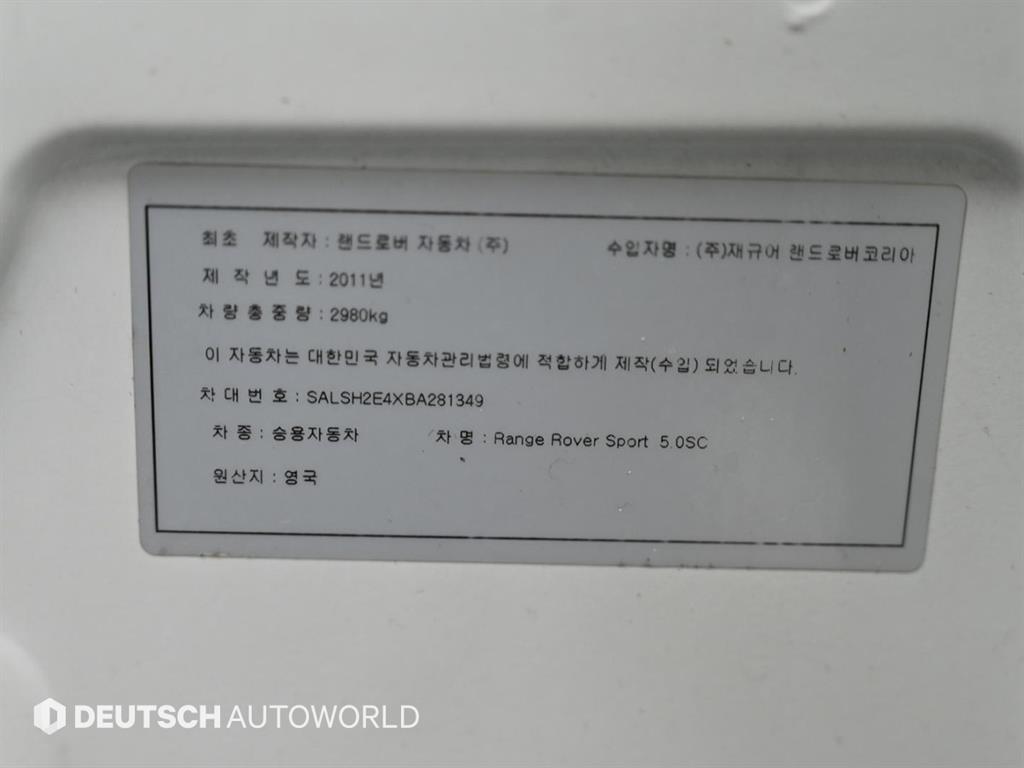 최초 제작자 : 랜드로버 자동차 (주) 수입자명 : (주)재규어 랜드로버코리아
제 작 년 도 : 2011년
차 량 총 중 량 : 2980kg
이 자동차는 대한민국 자동차관리법령에 적합하게 제작(수입) 되었습니다.
차 대 번 호 : SALSH2E4XBA281349
차 종 : 승용자동차 차 명 : Range Rover Sport 5.0SC
원산지 : 영국
DEUTSCH AUTOWORLD